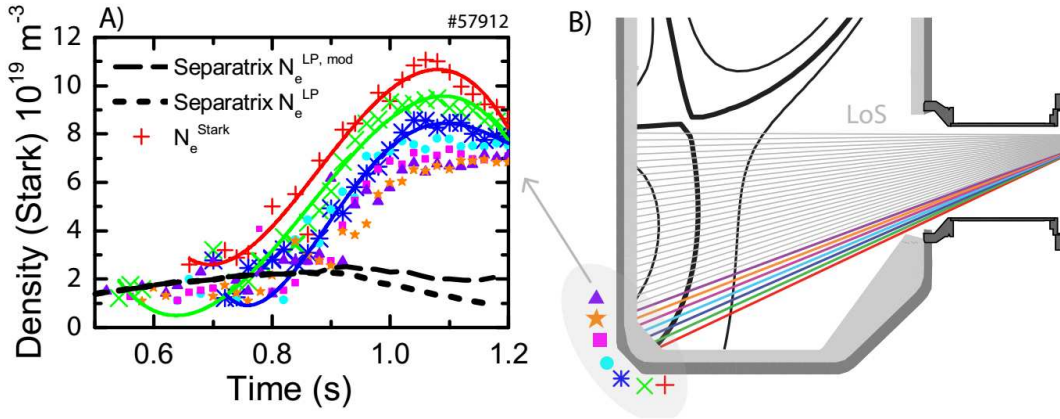 A)
#57912
Density (Stark) 10^19 m^-3
12
10
8
6
4
2
0
Separatrix N_e^LP, mod
Separatrix N_e^LP
N_e^Stark
0.6
0.8
1.0
1.2
Time (s)
B)
LoS